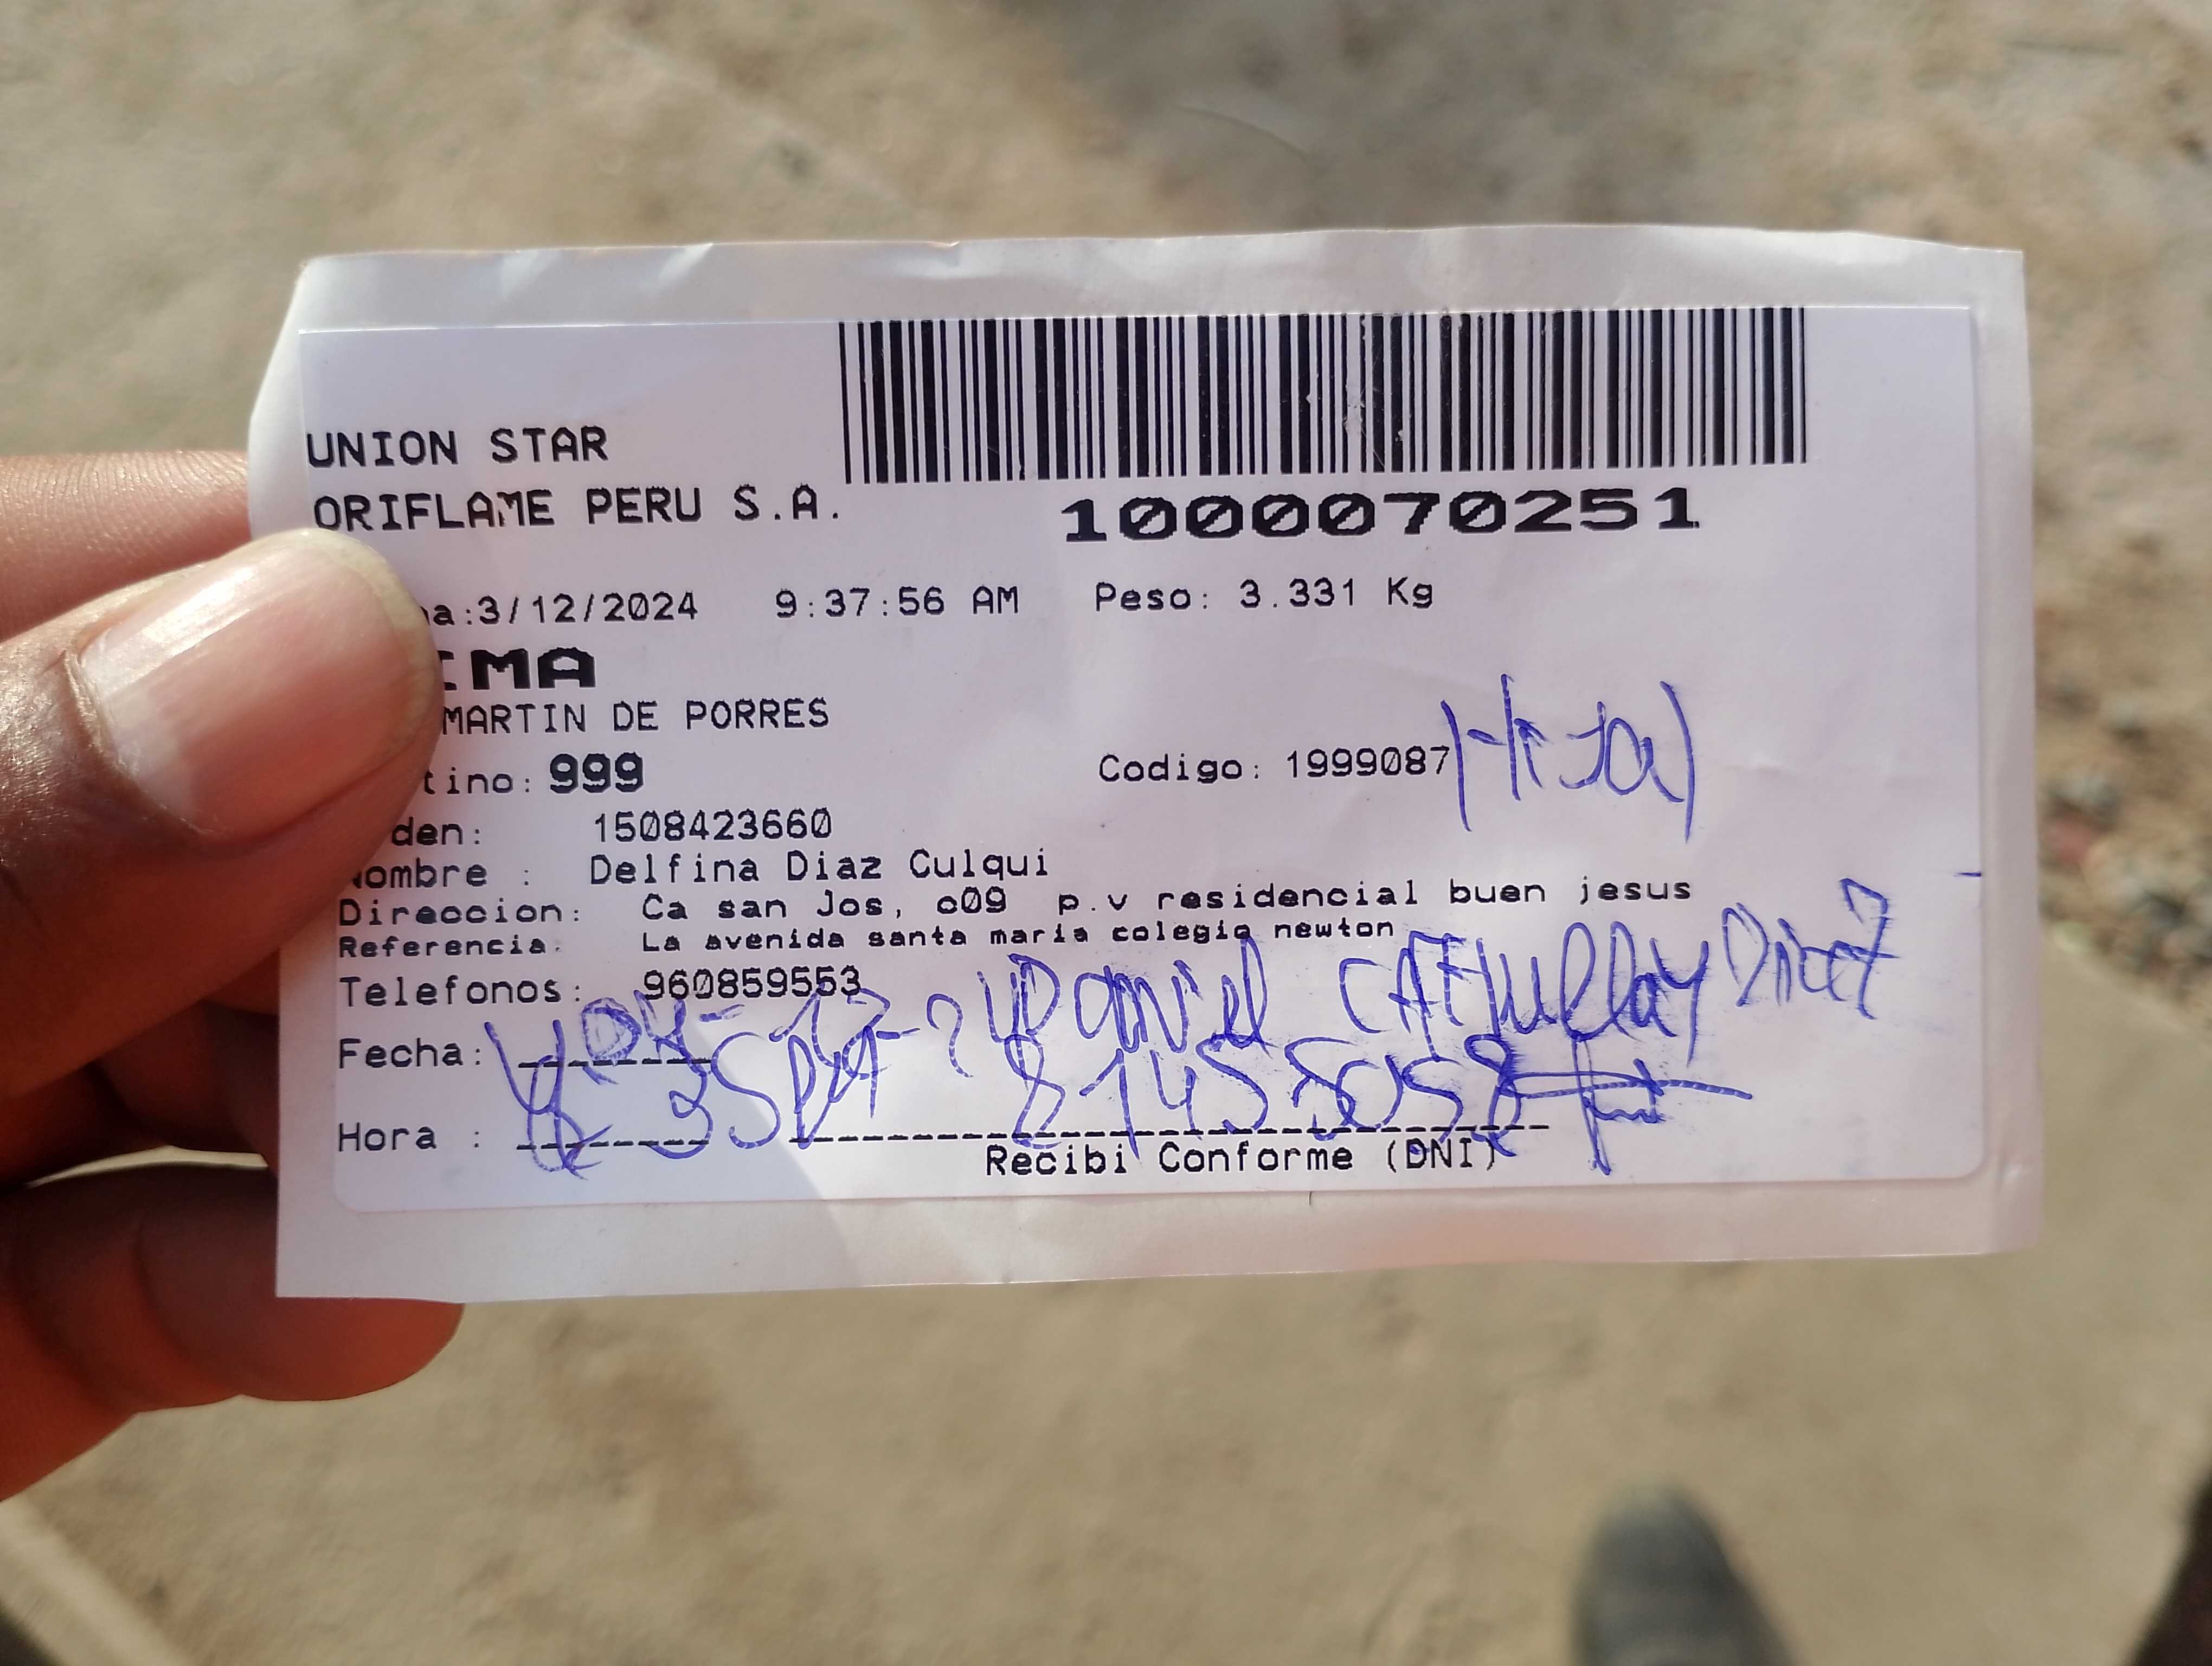 UNION STAR
ORIFLAME PERU S.A.
1000070251
a:3/12/2024 9:37:56 AM Peso: 3.331 Kg
IMA
MARTIN DE PORRES
tino: 999 Codigo: 1999087
den: 1508423660
Nombre : Delfina Diaz Culqui
Direccion: Ca san Jos, c09 p.v residencial buen jesus
Referencia: La avenida santa maria colegio newton
Telefonos: 960859553
Daniel
Fecha:
Hora :
Recibi Conforme (DNI)